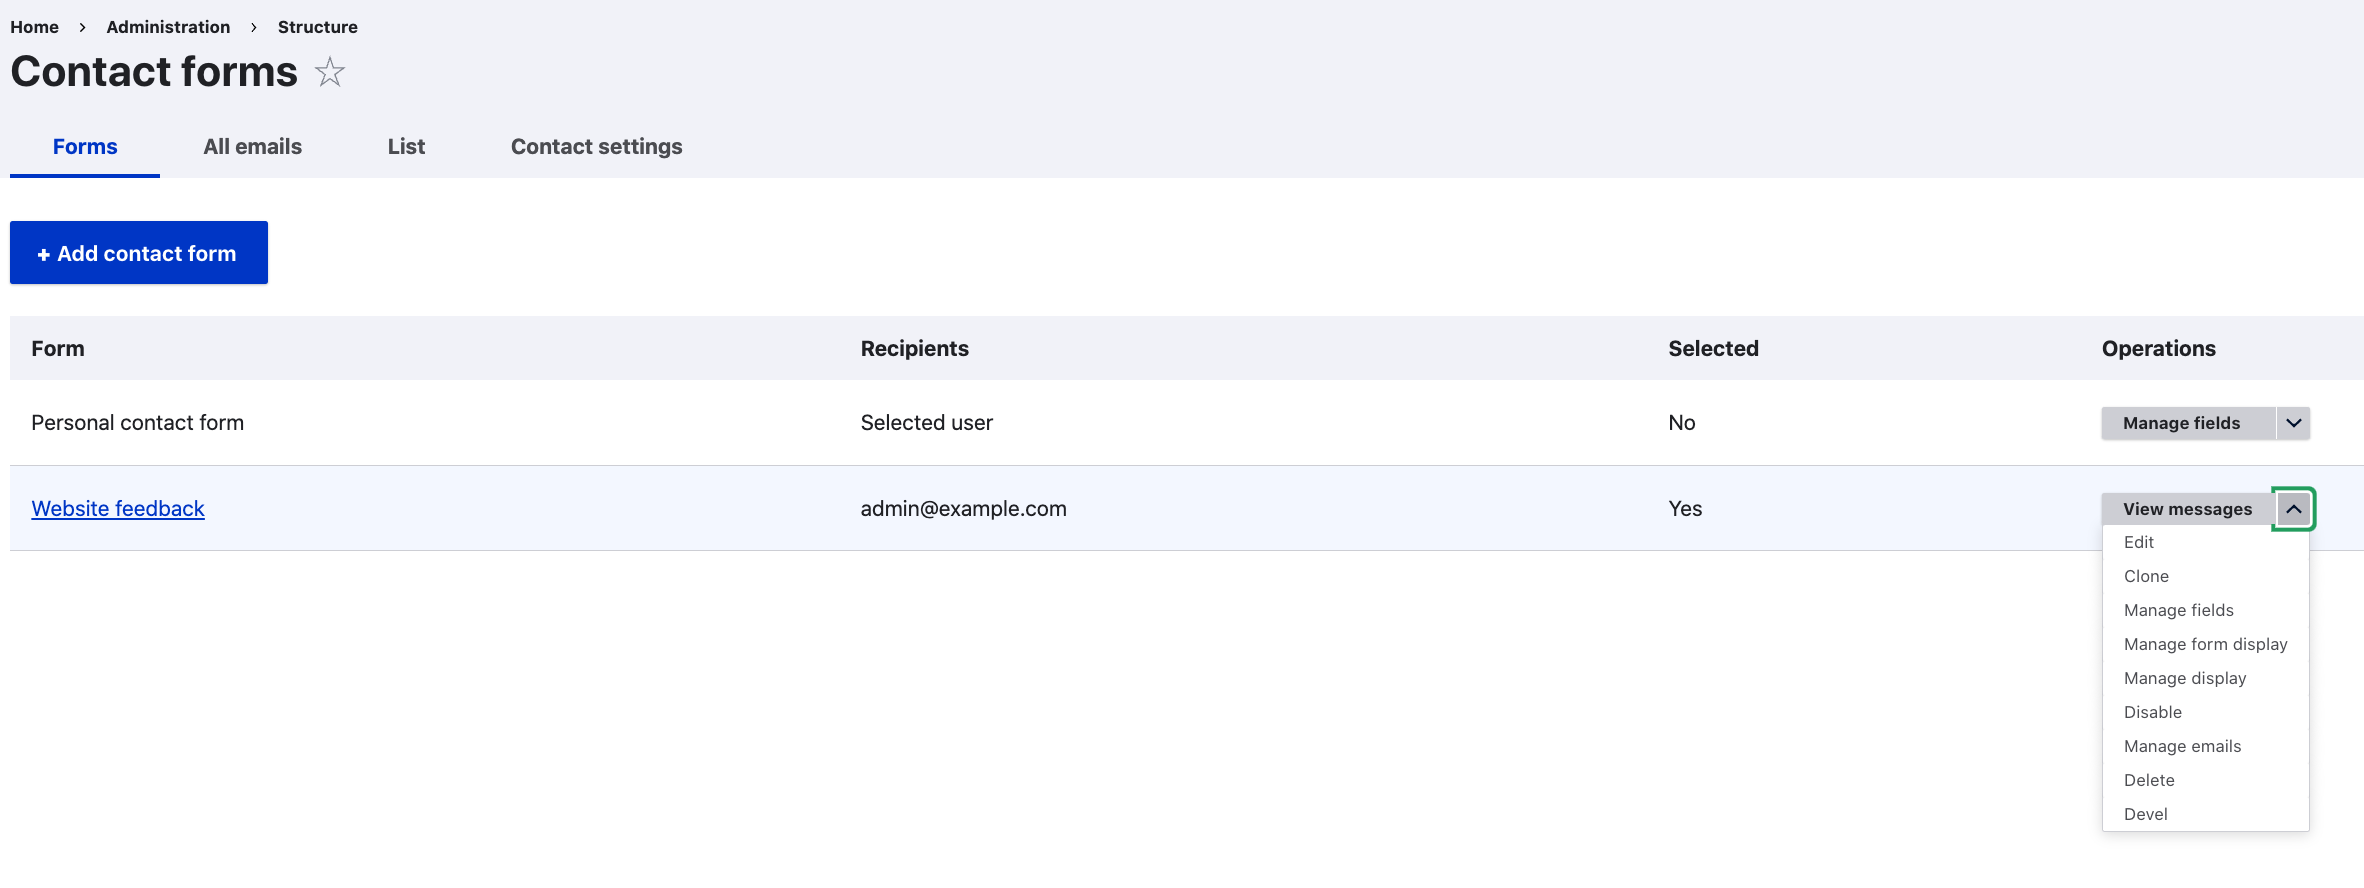 Home > Administration > Structure
Contact forms
Forms All emails List Contact settings
+ Add contact form
Form Recipients Selected Operations
Personal contact form Selected user No Manage fields
Website feedback admin@example.com Yes View messages
Edit
Clone
Manage fields
Manage form display
Manage display
Disable
Manage emails
Delete
Devel